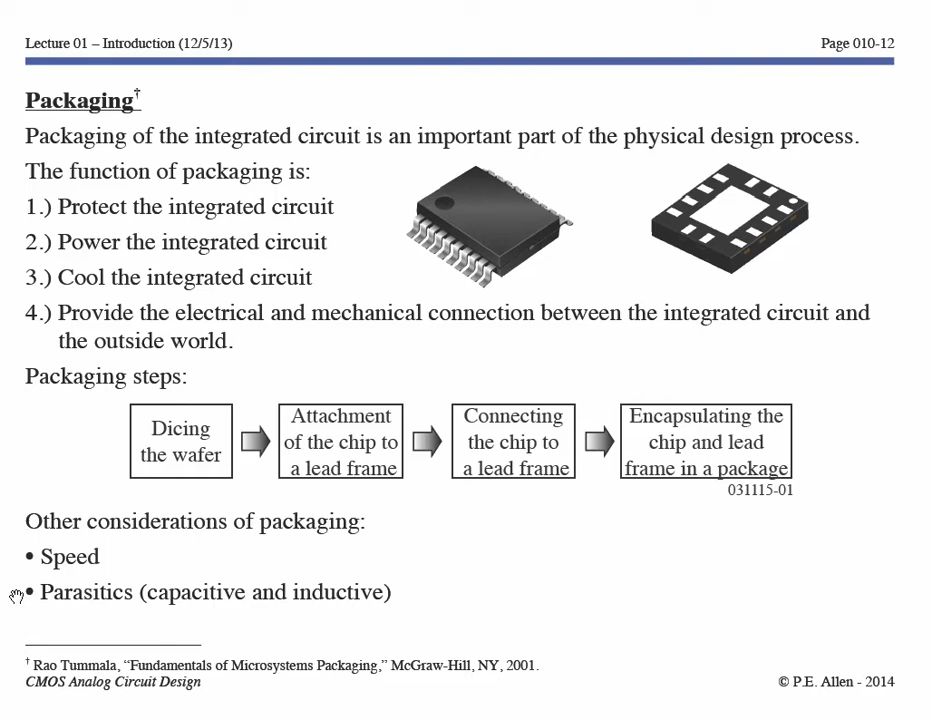 Lecture 01 – Introduction (12/5/13) Page 010-12
Packaging†
Packaging of the integrated circuit is an important part of the physical design process.
The function of packaging is:
1.) Protect the integrated circuit
2.) Power the integrated circuit
3.) Cool the integrated circuit
4.) Provide the electrical and mechanical connection between the integrated circuit and
the outside world.
Packaging steps:
Dicing
the wafer
Attachment
of the chip to
a lead frame
Connecting
the chip to
a lead frame
Encapsulating the
chip and lead
frame in a package
031115-01
Other considerations of packaging:
• Speed
• Parasitics (capacitive and inductive)
† Rao Tummala, “Fundamentals of Microsystems Packaging,” McGraw-Hill, NY, 2001.
CMOS Analog Circuit Design © P.E. Allen - 2014